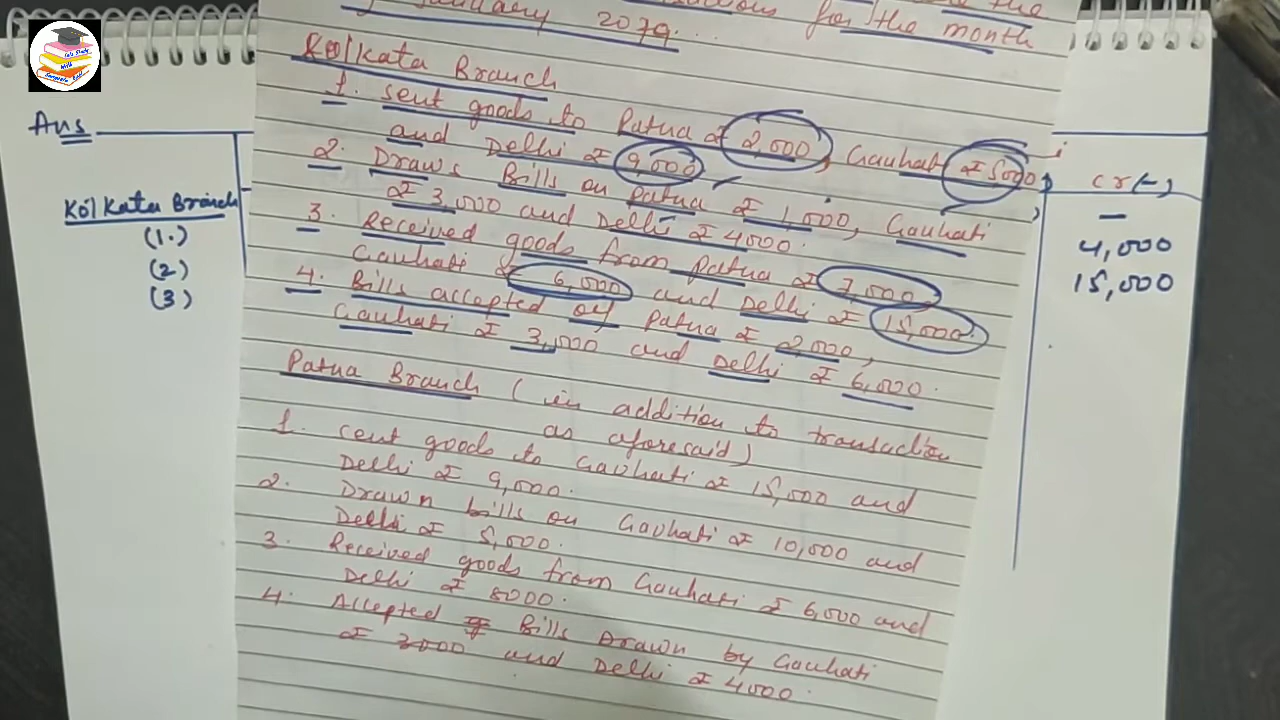 the
for the month
January 2079...
Kolkata Branch
1. Sent goods to Patna ₹ 2,000, Gauhati ₹ 5000,
and Delhi ₹ 9,000
2. Draws Bills on Patna ₹ 1,000, Gauhati
₹ 3,000 and Delhi ₹ 4000.
3. Received goods from Patna ₹ 7,000
Gauhati ₹ 6,000 and Delhi ₹ 15,000.
4. Bills accepted of Patna ₹ 2,000,
Gauhati ₹ 3,000 and Delhi ₹ 6,000.
Patna Branch (in addition to transaction
as aforesaid)
1. Sent goods to Gauhati ₹ 15,000 and
Delhi ₹ 9,000.
2. Drawn bills on Gauhati ₹ 10,000 and
Delhi ₹ 5,000.
3. Received goods from Gauhati ₹ 6,000 and
Delhi ₹ 8000.
4. Accepted Bills Drawn by Gauhati
₹ 3000 and Delhi ₹ 4000.
Ans
Kolkata Branch
(1.)
(2)
(3)
Cr (-)
-
4,000
15,000
Lets Study
With